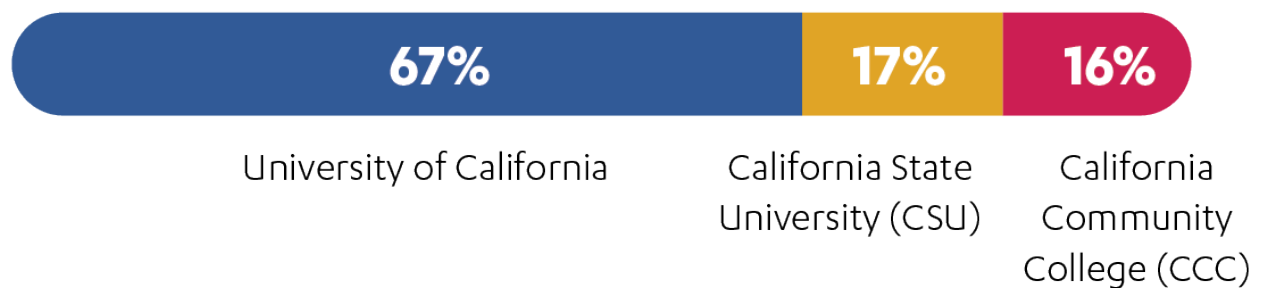 67%
17%
16%
University of California
California State
University (CSU)
California
Community
College (CCC)